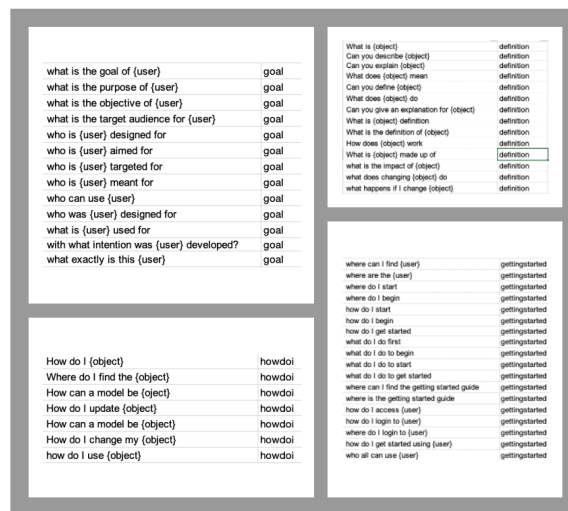 what is the goal of {user} goal
what is the purpose of {user} goal
what is the objective of {user} goal
what is the target audience for {user} goal
who is {user} designed for goal
who is {user} aimed for goal
who is {user} targeted for goal
who is {user} meant for goal
who can use {user} goal
who was {user} designed for goal
what is {user} used for goal
with what intention was {user} developed? goal
what exactly is this {user} goal
What is {object} definition
Can you describe {object} definition
Can you explain {object} definition
What does {object} mean definition
Can you define {object} definition
What does {object} do definition
Can you give an explanation for {object} definition
What is {object} definition definition
What is the definition of {object} definition
How does {object} work definition
What is {object} made up of definition
what is the impact of {object} definition
what does changing {object} do definition
what happens if I change {object} definition
How do I {object} howdoi
Where do I find the {object} howdoi
How can a model be {oject} howdoi
How do I update {object} howdoi
How can a model be {object} howdoi
How do I change my {object} howdoi
how do I use {object} howdoi
where can I find {user} gettingstarted
where are the {user} gettingstarted
where do I start gettingstarted
where do I begin gettingstarted
how do I start gettingstarted
how do I begin gettingstarted
how do I get started gettingstarted
what do I do first gettingstarted
what do I do to begin gettingstarted
what do I do to start gettingstarted
what do I do to get started gettingstarted
where can I find the getting started guide gettingstarted
where is the getting started guide gettingstarted
how do I access {user} gettingstarted
how do I login to {user} gettingstarted
where do I login to {user} gettingstarted
how do I get started using {user} gettingstarted
who all can use {user} gettingstarted